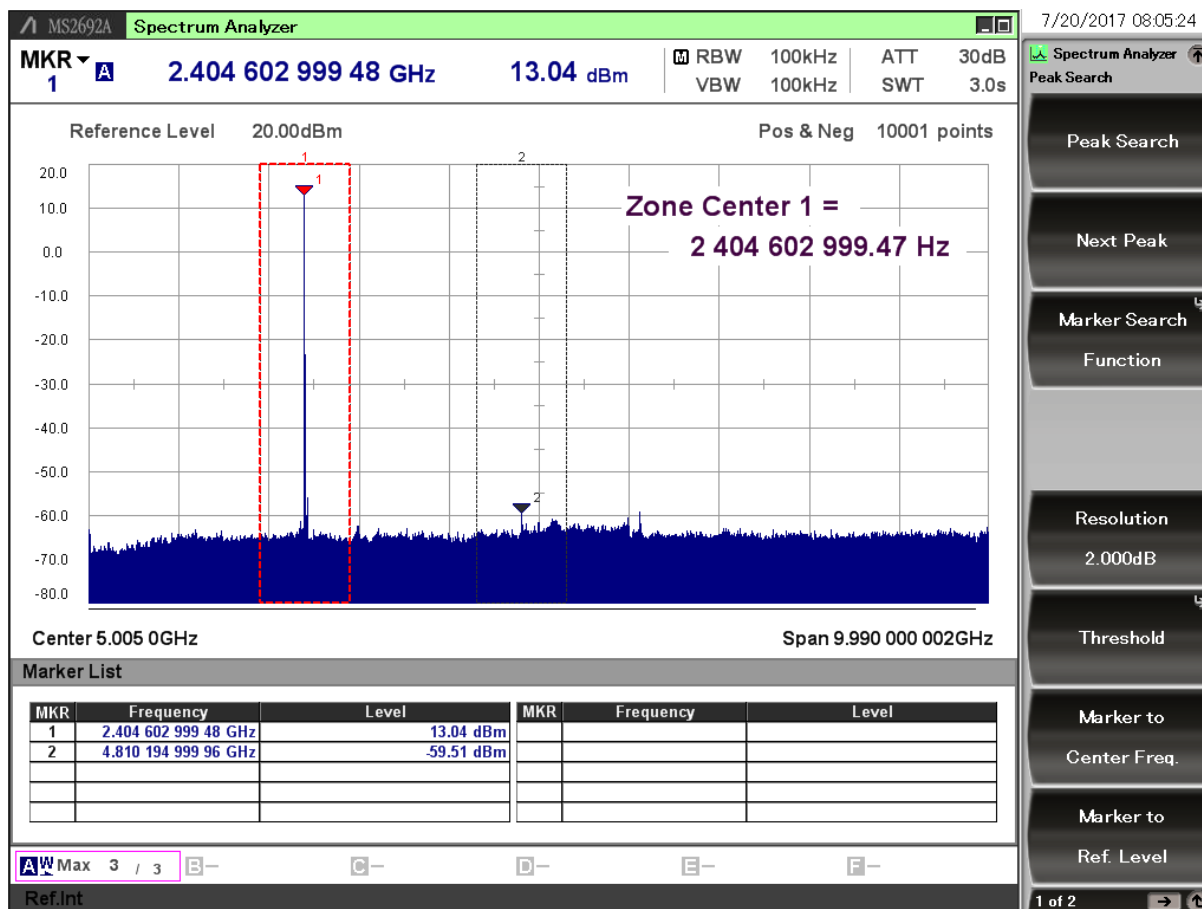 MS2692A Spectrum Analyzer
7/20/2017 08:05:24
MKR A 2.404 602 999 48 GHz 13.04 dBm M RBW 100kHz ATT 30dB
1 VBW 100kHz SWT 3.0s
Spectrum Analyzer
Peak Search
Reference Level 20.00dBm Pos & Neg 10001 points
1 2
20.0
1
10.0
Zone Center 1 =
2 404 602 999.47 Hz
0.0
-10.0
-20.0
-30.0
-40.0
-50.0
2
-60.0
-70.0
-80.0
Center 5.005 0GHz Span 9.990 000 002GHz
Marker List
MKR Frequency Level MKR Frequency Level
1 2.404 602 999 48 GHz 13.04 dBm
2 4.810 194 999 96 GHz -59.51 dBm
A W Max 3 / 3 B- C- D- E- F-
Ref.Int
Peak Search
Next Peak
Marker Search
Function
Resolution
2.000dB
Threshold
Marker to
Center Freq.
Marker to
Ref. Level
1 of 2